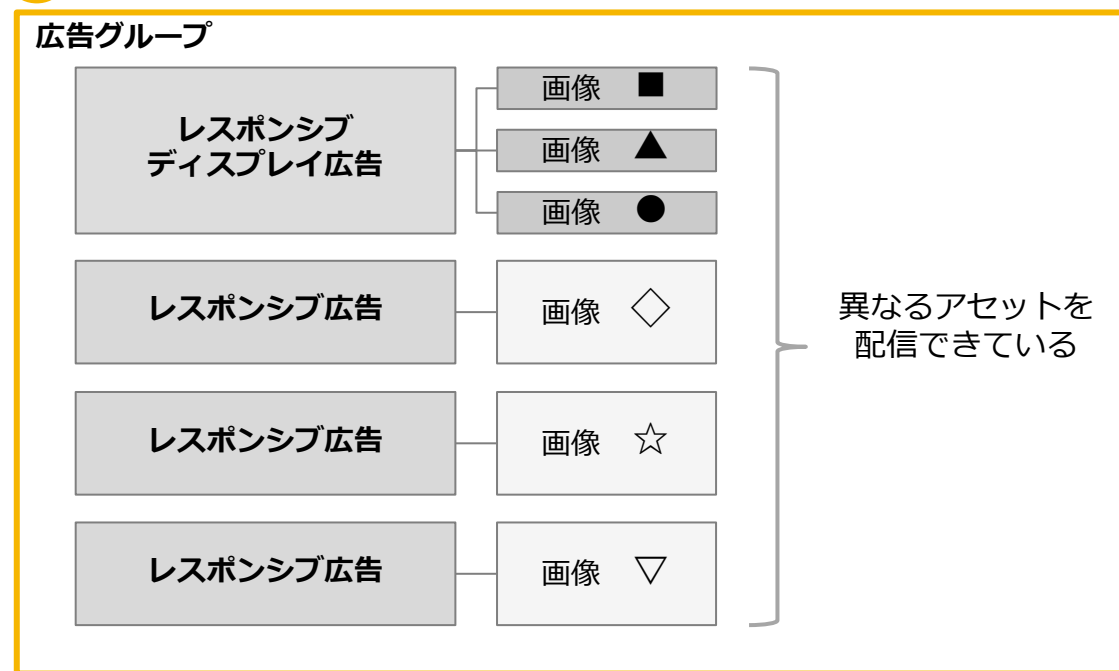 広告グループ
レスポンシブ
ディスプレイ広告
画像 ■
画像 ▲
画像 ●
レスポンシブ広告
画像 ◇
レスポンシブ広告
画像 ☆
レスポンシブ広告
画像 ▽
異なるアセットを
配信できている